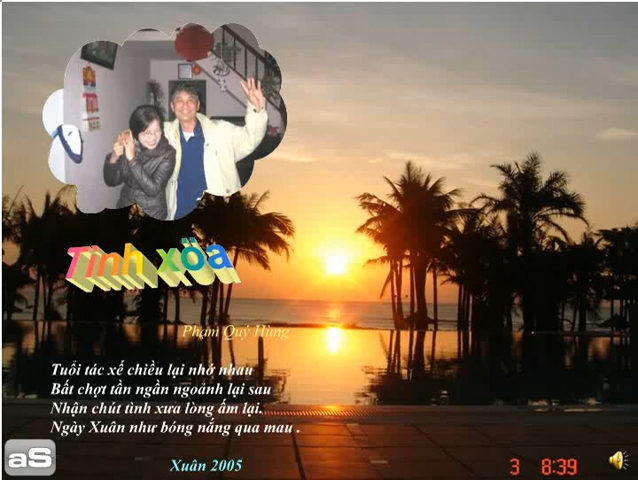 Tình xöa
Phạm Quý Hùng
Tuổi tác xế chiều lại nhớ nhau
Bất chợt tần ngần ngoảnh lại sau
Nhận chút tình xưa lòng ấm lại.
Ngày Xuân như bóng nắng qua mau .
Xuân 2005
aS
3 8:39